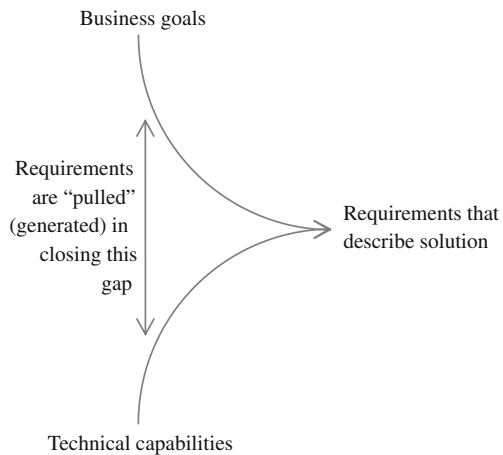 Business goals
Requirements
are “pulled”
(generated) in
closing this
gap
Requirements that
describe solution
Technical capabilities